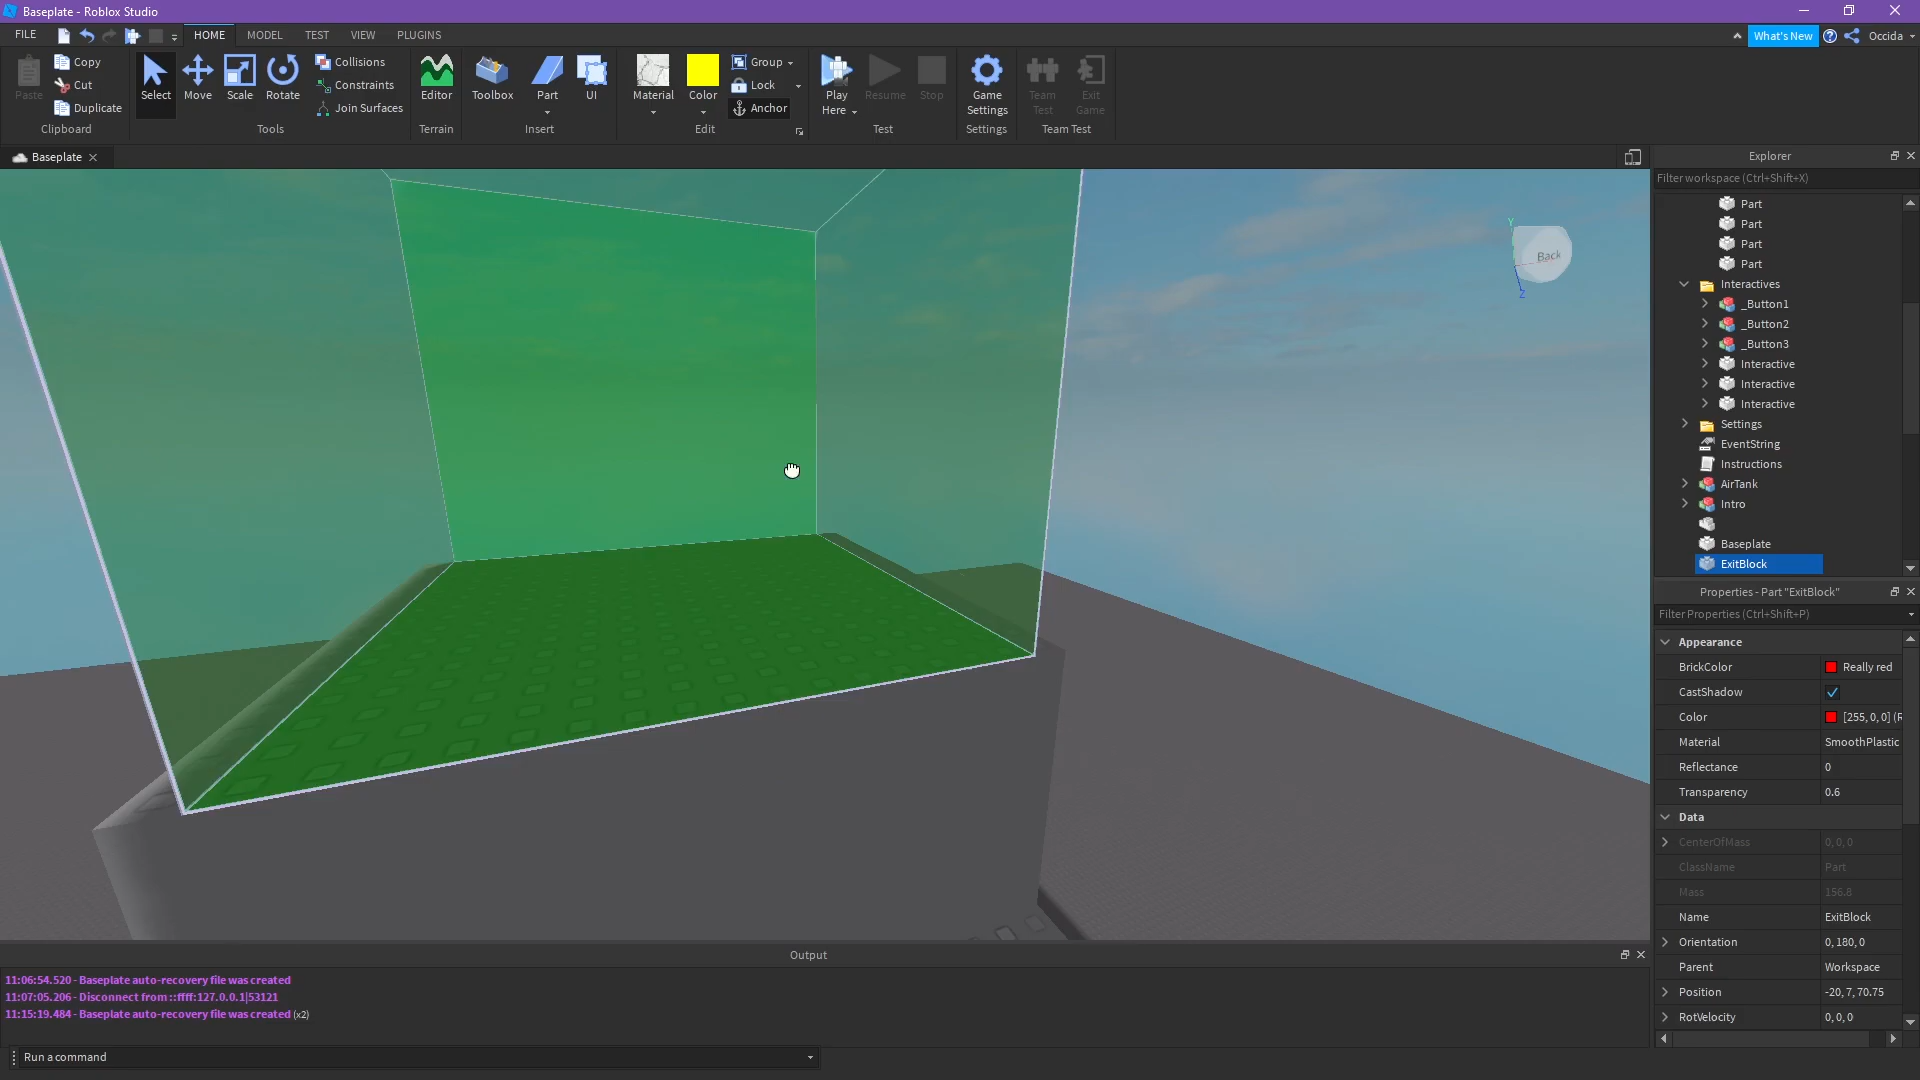 Baseplate - Roblox Studio
FILE HOME MODEL TEST VIEW PLUGINS What's New Occida
Paste Copy Cut Duplicate Clipboard
Select Move Scale Rotate Collisions Constraints Join Surfaces Tools
Editor Terrain
Toolbox Part UI Insert
Material Color Group Lock Anchor Edit
Play Here Resume Stop Test
Game Settings Settings
Team Test Exit Game Team Test
Baseplate
Y
Back
Z
Explorer
Filter workspace (Ctrl+Shift+X)
Part
Part
Part
Part
Interactives
_Button1
_Button2
_Button3
Interactive
Interactive
Interactive
Settings
EventString
Instructions
AirTank
Intro
Baseplate
ExitBlock
Properties - Part "ExitBlock"
Filter Properties (Ctrl+Shift+P)
Appearance
BrickColor Really red
CastShadow
Color [255, 0, 0] (R
Material SmoothPlastic
Reflectance 0
Transparency 0.6
Data
CenterOfMass 0, 0, 0
ClassName Part
Mass 156.8
Name ExitBlock
Orientation 0, 180, 0
Parent Workspace
Position -20, 7, 70.75
RotVelocity 0, 0, 0
Output
11:06:54.520 - Baseplate auto-recovery file was created
11:07:05.206 - Disconnect from ::ffff:127.0.0.1|53121
11:15:19.484 - Baseplate auto-recovery file was created (x2)
Run a command